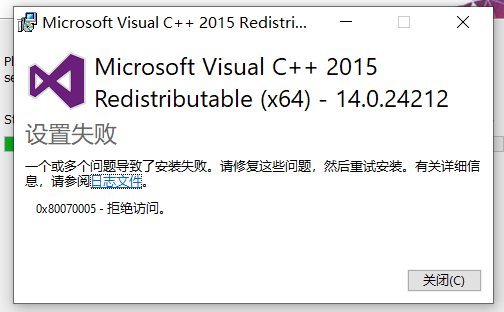 Microsoft Visual C++ 2015 Redistri...
Microsoft Visual C++ 2015
Redistributable (x64) - 14.0.24212
设置失败
一个或多个问题导致了安装失败。请修复这些问题，然后重试安装。有关详细信
息，请参阅日志文件。
0x80070005 - 拒绝访问。
关闭(C)